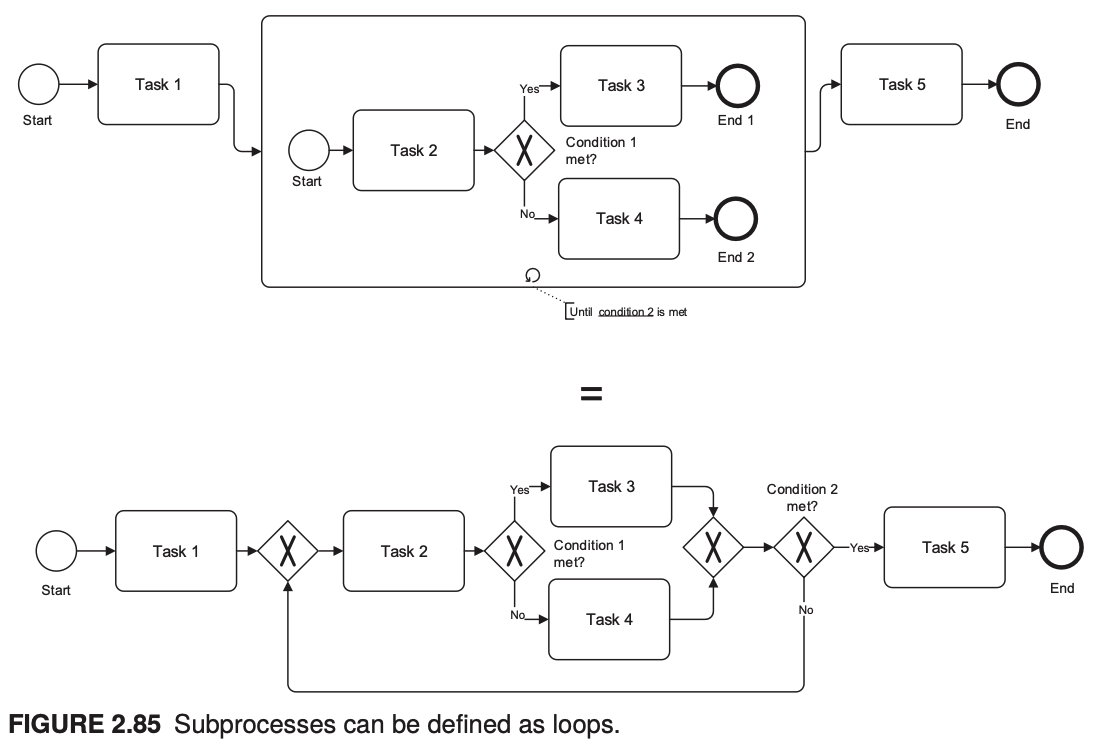 Start
Task 1
Start
Task 2
Yes
Condition 1
met?
No
Task 3
End 1
Task 4
End 2
Until condition 2 is met
Task 5
End
=
Start
Task 1
X
Task 2
X
Yes
Condition 1
met?
No
Task 3
Task 4
X
Condition 2
met?
X
Yes
No
Task 5
End
FIGURE 2.85 Subprocesses can be defined as loops.